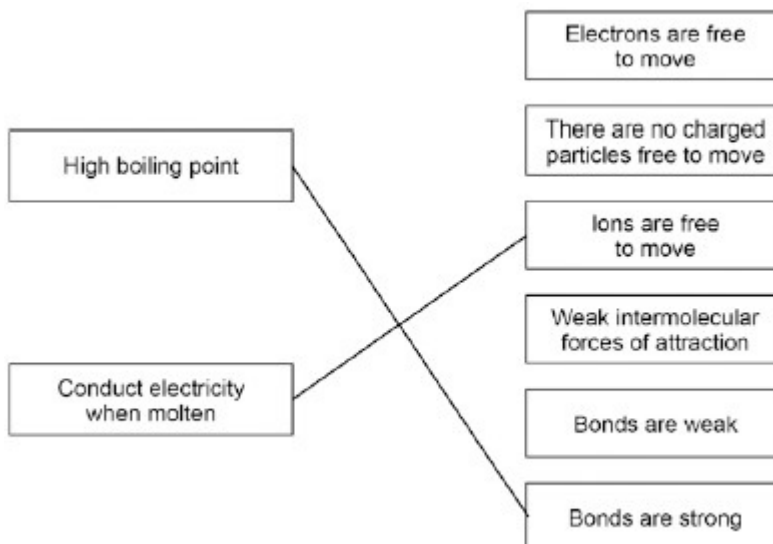 High boiling point
Conduct electricity
when molten
Electrons are free
to move
There are no charged
particles free to move
Ions are free
to move
Weak intermolecular
forces of attraction
Bonds are weak
Bonds are strong